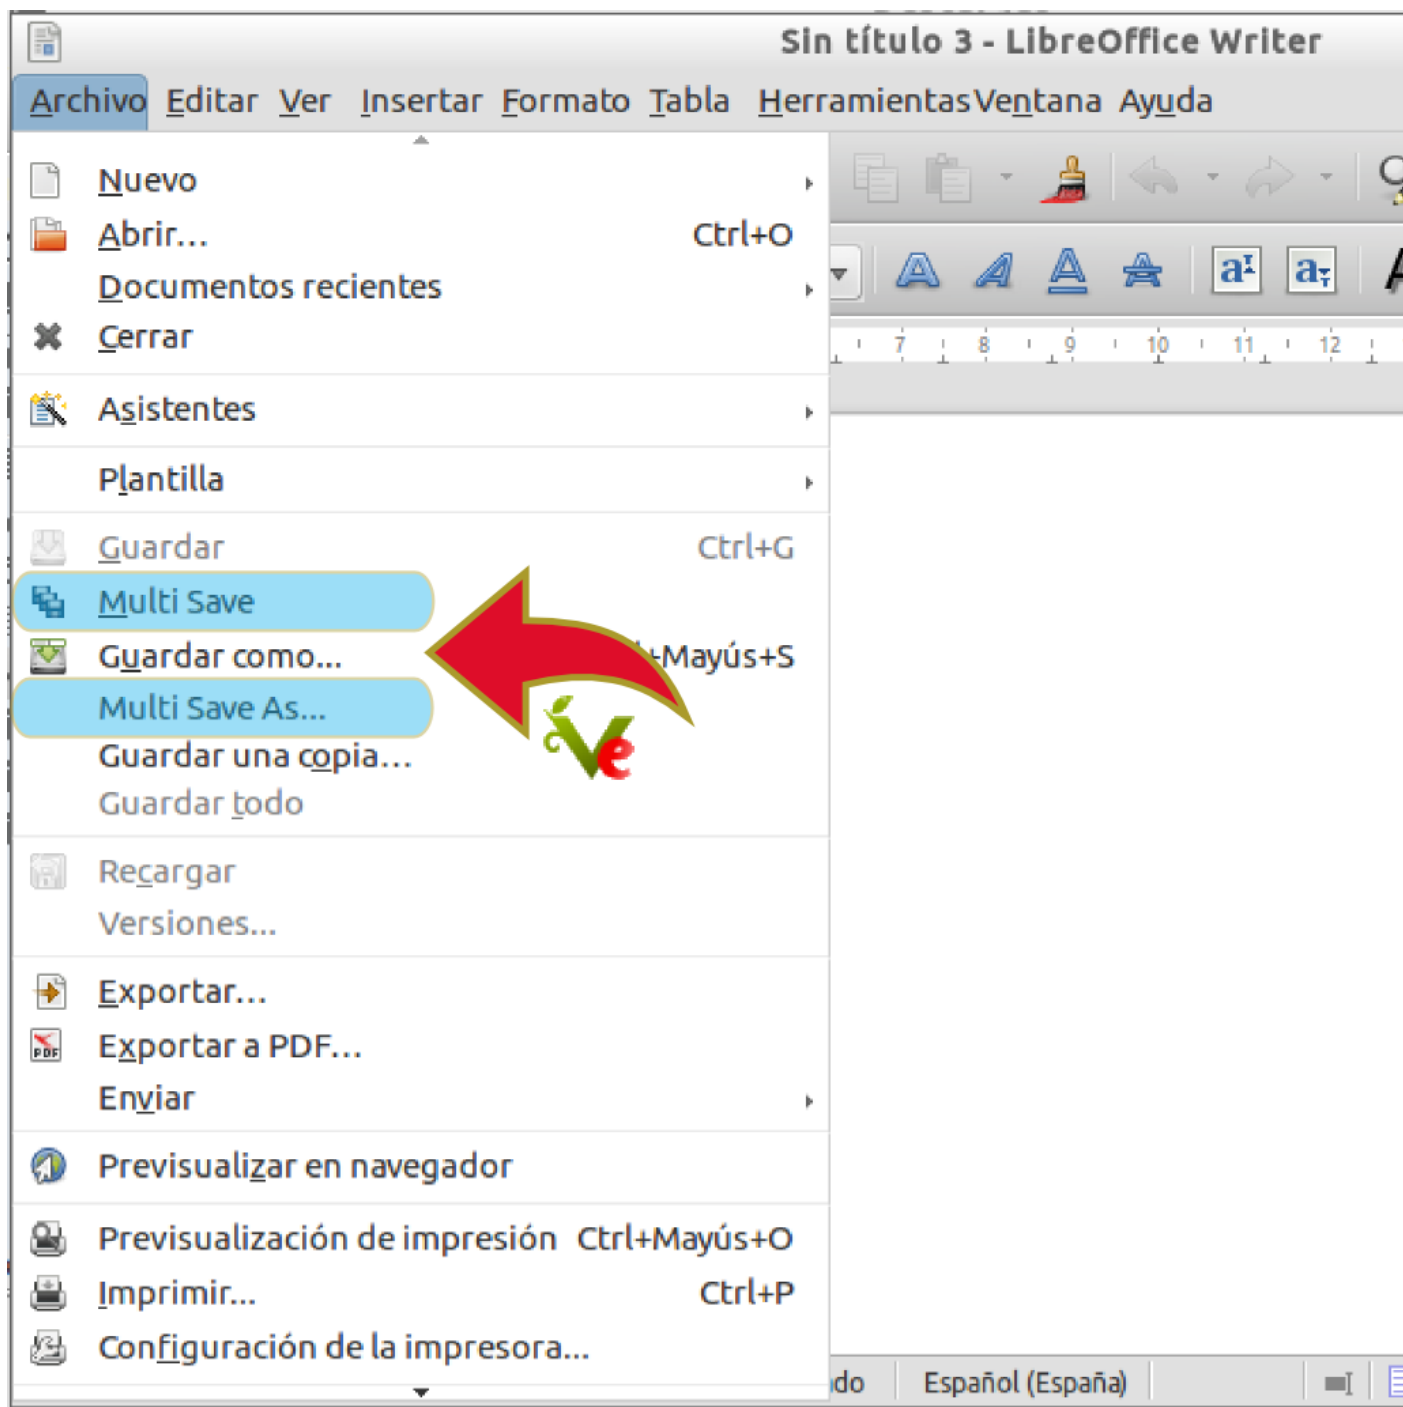 Sin título 3 - LibreOffice Writer
Archivo Editar Ver Insertar Formato Tabla Herramientas Ventana Ayuda
Nuevo
Abrir... Ctrl+O
Documentos recientes
Cerrar
7 8 9 10 11 12
Asistentes
Plantilla
Guardar Ctrl+G
Multi Save
Guardar como... +Mayús+S
Multi Save As...
Ve
Guardar una copia...
Guardar todo
Recargar
Versiones...
Exportar...
Exportar a PDF...
Enviar
Previsualizar en navegador
Previsualización de impresión Ctrl+Mayús+O
Imprimir... Ctrl+P
Configuración de la impresora...
do Español (España)